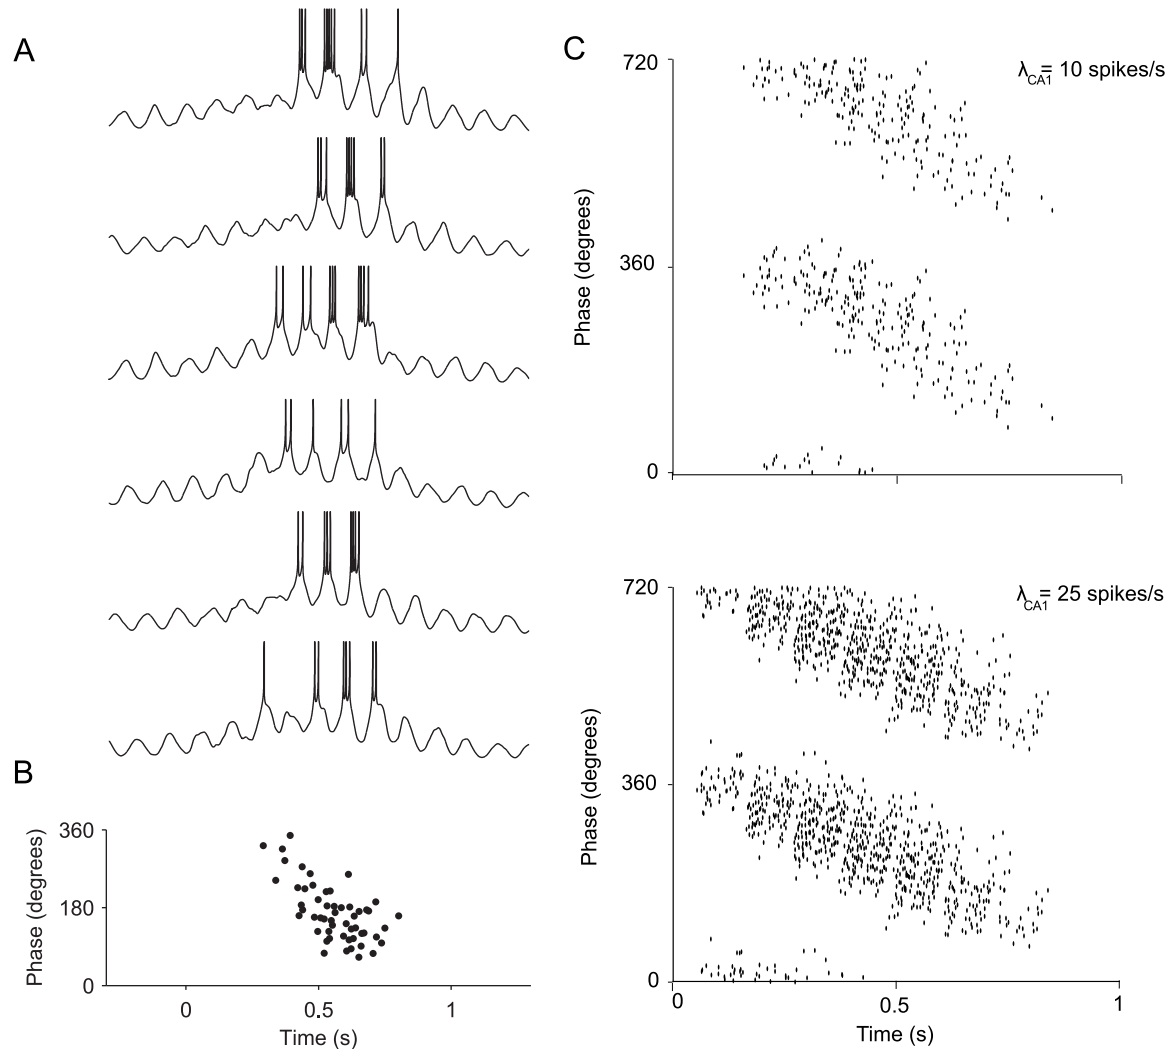 A
B
360
180
0
Phase (degrees)
0
0.5
1
Time (s)
C
720
360
0
Phase (degrees)
λCA1= 10 spikes/s
720
360
0
Phase (degrees)
λCA1= 25 spikes/s
0
0.5
1
Time (s)